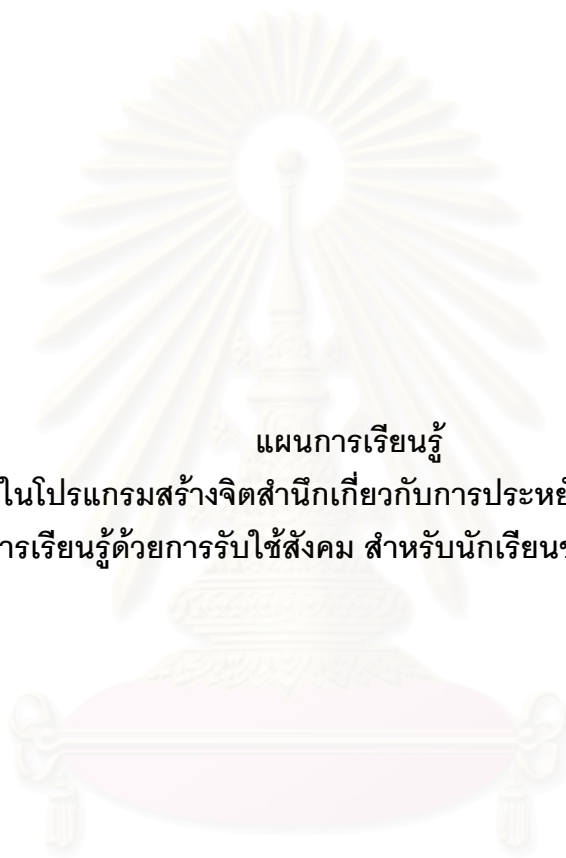 แผนการเรียนรู้
ในโปรแกรมสร้างจิตสำนึกเกี่ยวกับการประหยั
ารเรียนรู้ด้วยการรับใช้สังคม สำหรับนักเรียนช